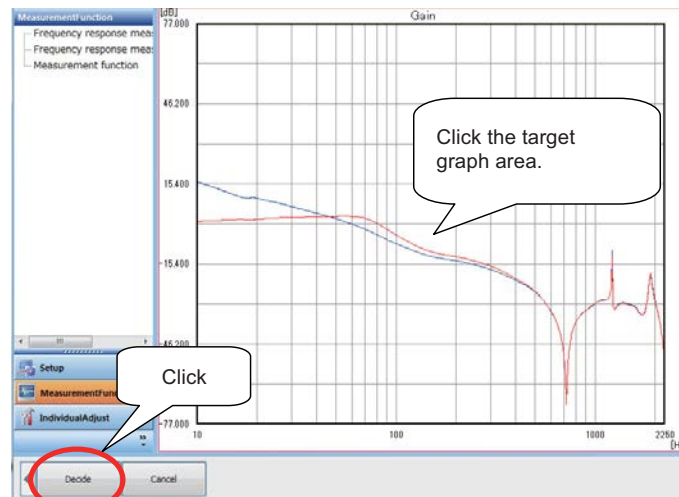 MeasurementFunction
Frequency response meas
Frequency response meas
Measurement function
Setup
MeasurementFun
IndividualAdjust
Decide
Cancel
Click
[dB]
Gain
77.000
46.200
15.400
-15.400
-46.200
-77.000
10
100
1000
2250
[H
Click the target
graph area.